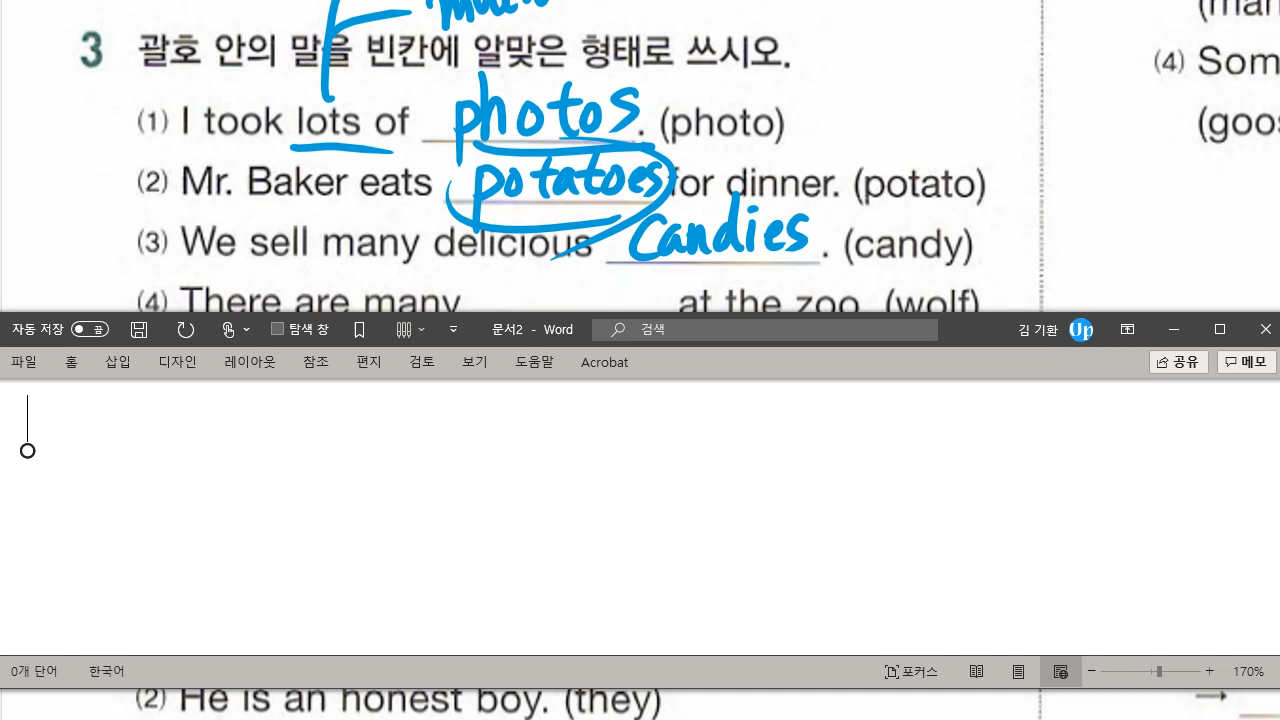 (man
3 괄호 안의 말을 빈칸에 알맞은 형태로 쓰시오.
(4) Som
(1) I took lots of photos. (photo)
(goos
(2) Mr. Baker eats potatoes for dinner. (potato)
(3) We sell many delicious candies. (candy)
(4) There are many at the zoo. (wolf)
자동 저장 끔 탐색 창 문서2 - Word 검색 김 기환 Up
파일 홈 삽입 디자인 레이아웃 참조 편지 검토 보기 도움말 Acrobat 공유 메모
0개 단어 한국어 포커스 170%
(2) He is an honest boy. (they)